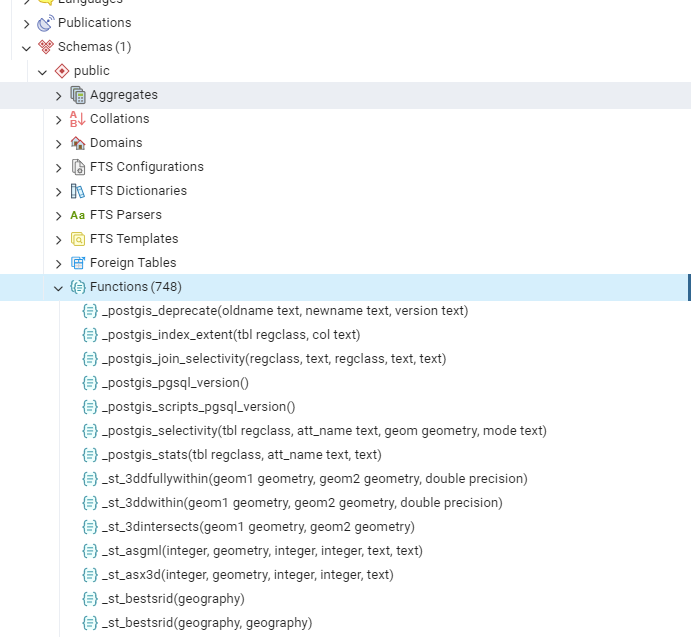 Languages
Publications
Schemas (1)
public
Aggregates
A
B
Collations
Domains
FTS Configurations
FTS Dictionaries
Aa FTS Parsers
FTS Templates
Foreign Tables
Functions (748)
_postgis_deprecate(oldname text, newname text, version text)
_postgis_index_extent(tbl regclass, col text)
_postgis_join_selectivity(regclass, text, regclass, text, text)
_postgis_pgsql_version()
_postgis_scripts_pgsql_version()
_postgis_selectivity(tbl regclass, att_name text, geom geometry, mode text)
_postgis_stats(tbl regclass, att_name text, text)
_st_3ddfullywithin(geom1 geometry, geom2 geometry, double precision)
_st_3ddwithin(geom1 geometry, geom2 geometry, double precision)
_st_3dintersects(geom1 geometry, geom2 geometry)
_st_asgml(integer, geometry, integer, integer, text, text)
_st_asx3d(integer, geometry, integer, integer, text)
_st_bestsrid(geography)
_st_bestsrid(geography, geography)